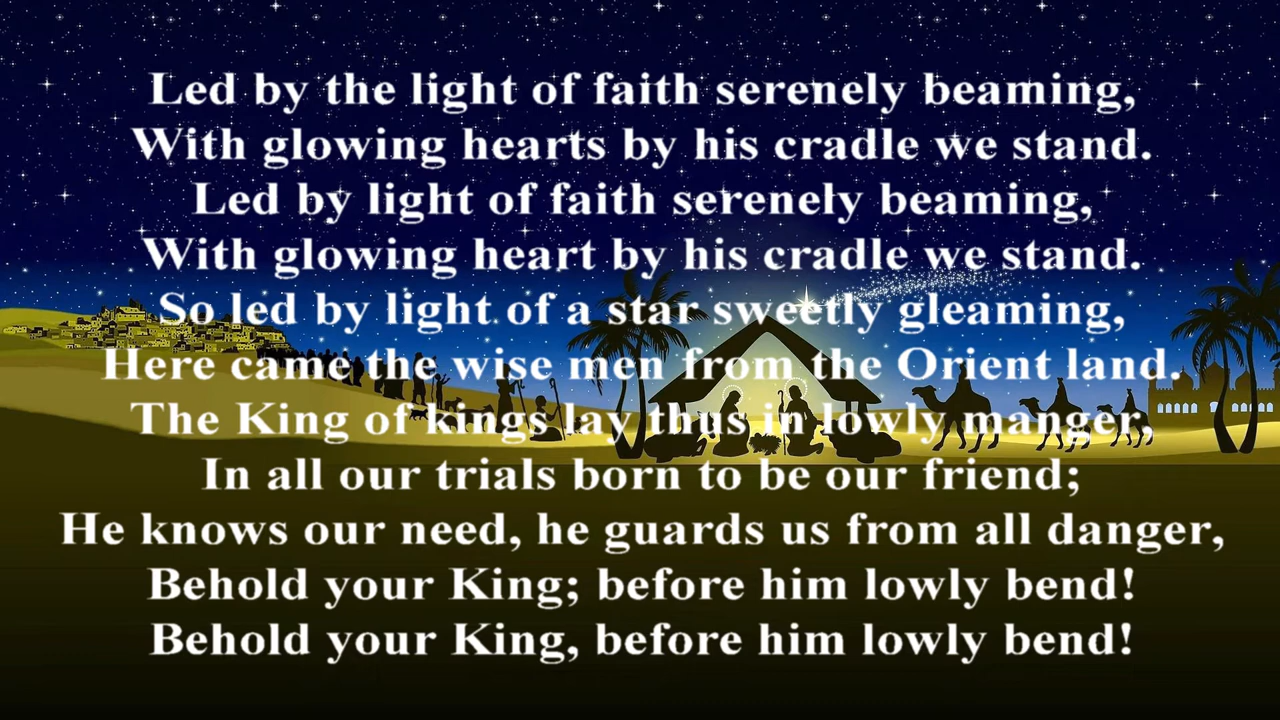 Led by the light of faith serenely beaming,
With glowing hearts by his cradle we stand.
Led by light of faith serenely beaming,
With glowing heart by his cradle we stand.
So led by light of a star sweetly gleaming,
Here came the wise men from the Orient land.
The King of kings lay thus in lowly manger,
In all our trials born to be our friend;
He knows our need, he guards us from all danger,
Behold your King; before him lowly bend!
Behold your King, before him lowly bend!